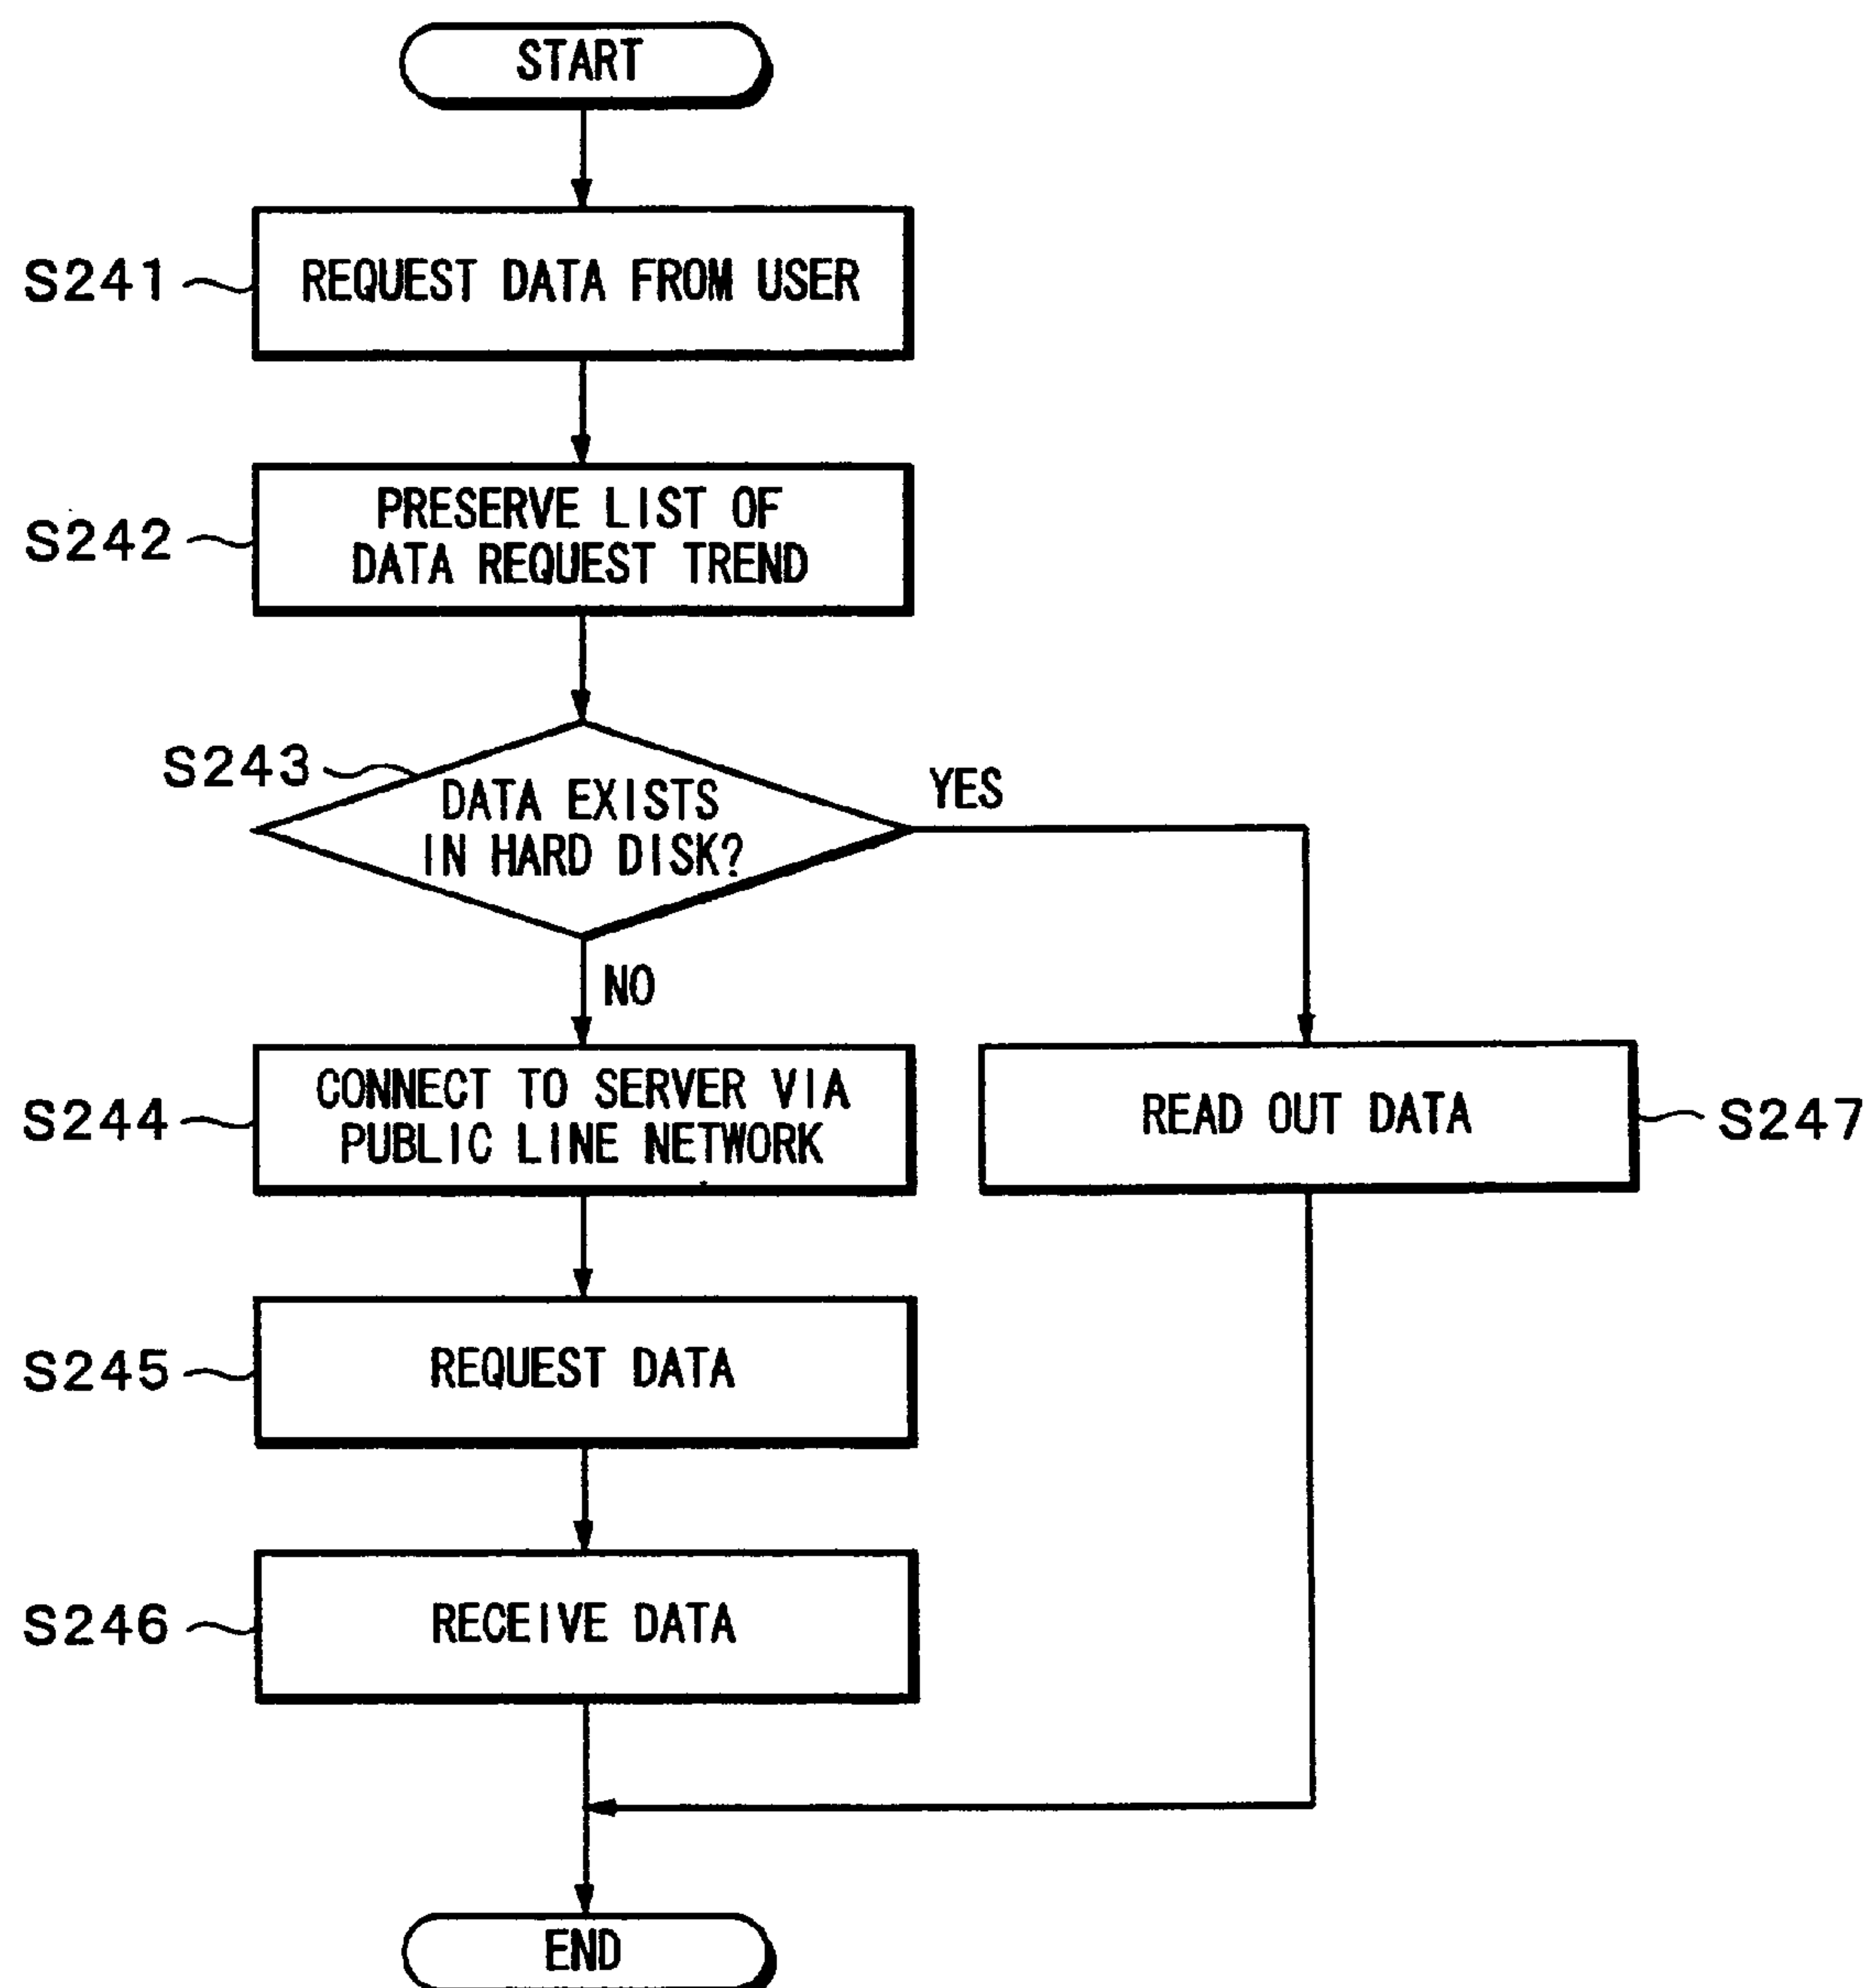 START
S241
REQUEST DATA FROM USER
S242
PRESERVE LIST OF
DATA REQUEST TREND
S243
DATA EXISTS
IN HARD DISK?
YES
NO
S244
CONNECT TO SERVER VIA
PUBLIC LINE NETWORK
READ OUT DATA
S247
S245
REQUEST DATA
S246
RECEIVE DATA
END